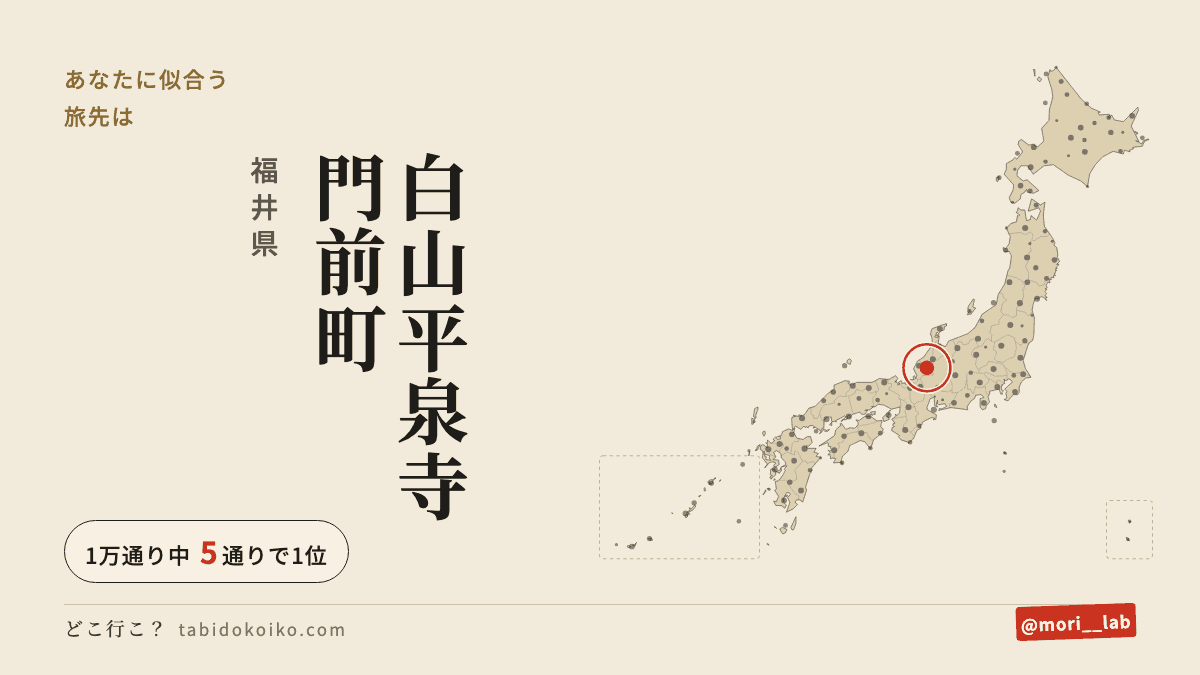 あなたに似合う
旅先は
白山平泉寺
門前町
福井県
1万通り中 5通りで1位
どこ行こ? tabidokoiko.com
@mori__lab